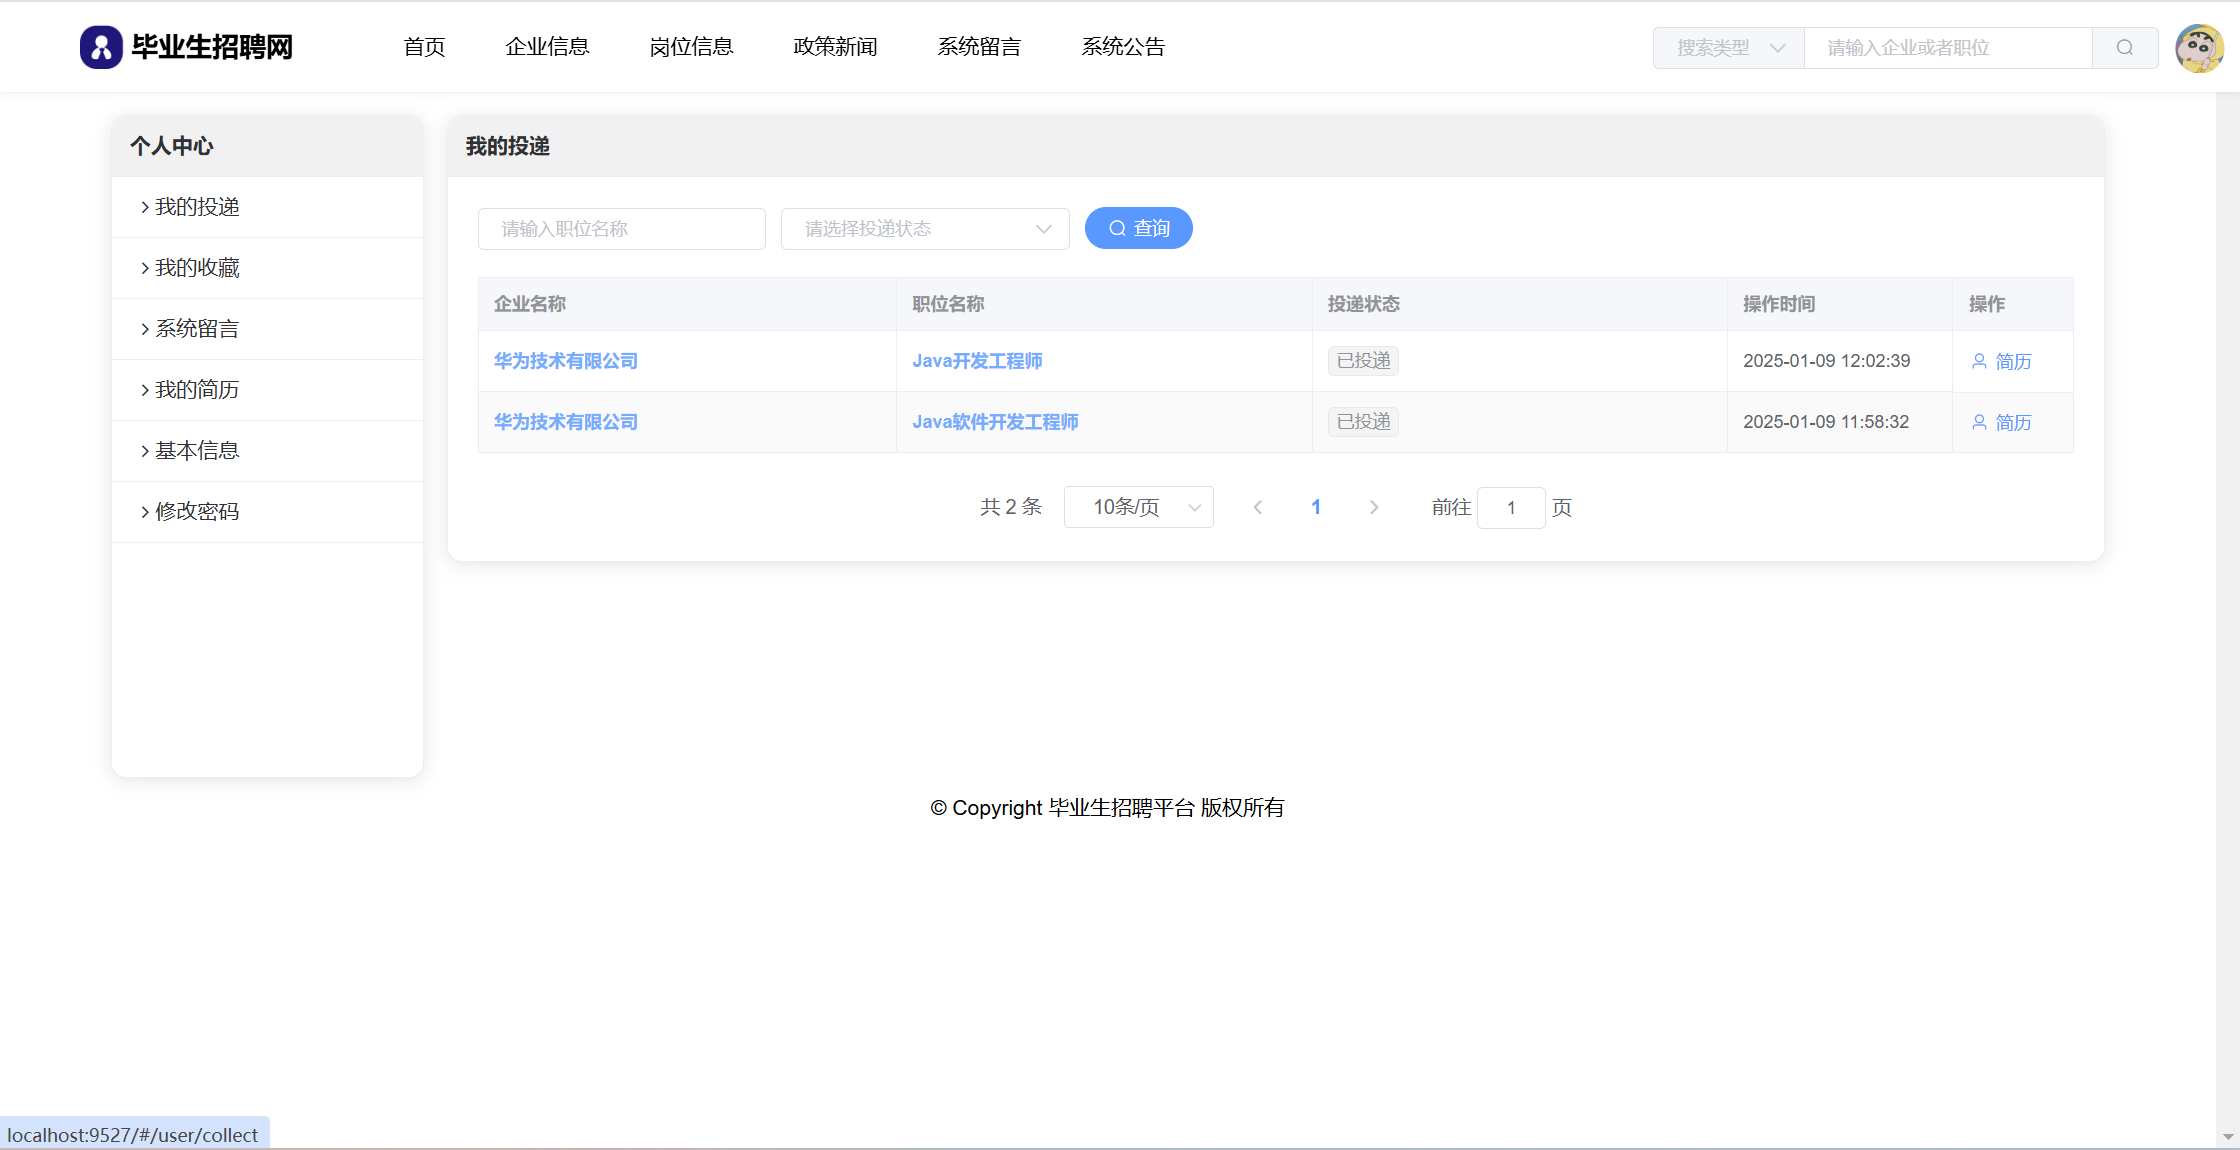 毕业生招聘网 首页 企业信息 岗位信息 政策新闻 系统留言 系统公告 搜索类型 请输入企业或者职位
个人中心
我的投递
我的收藏
系统留言
我的简历
基本信息
修改密码
我的投递
请输入职位名称 请选择投递状态 查询
企业名称 职位名称 投递状态 操作时间 操作
华为技术有限公司 Java开发工程师 已投递 2025-01-09 12:02:39 简历
华为技术有限公司 Java软件开发工程师 已投递 2025-01-09 11:58:32 简历
共 2 条 10条/页 1 前往 1 页
© Copyright 毕业生招聘平台 版权所有
localhost:9527/#/user/collect